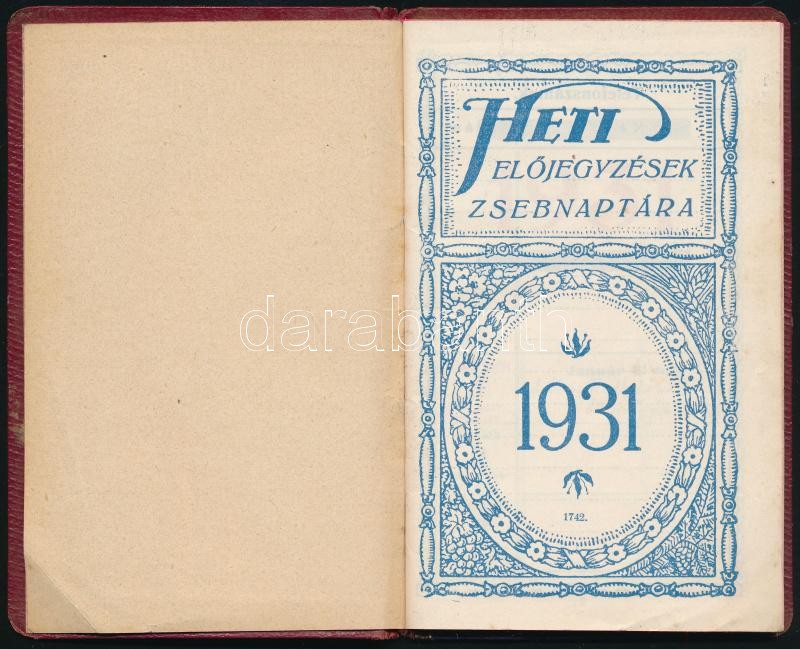 HETI
ELŐJEGYZÉSEK
ZSEBNAPTÁRA
1931
1742.